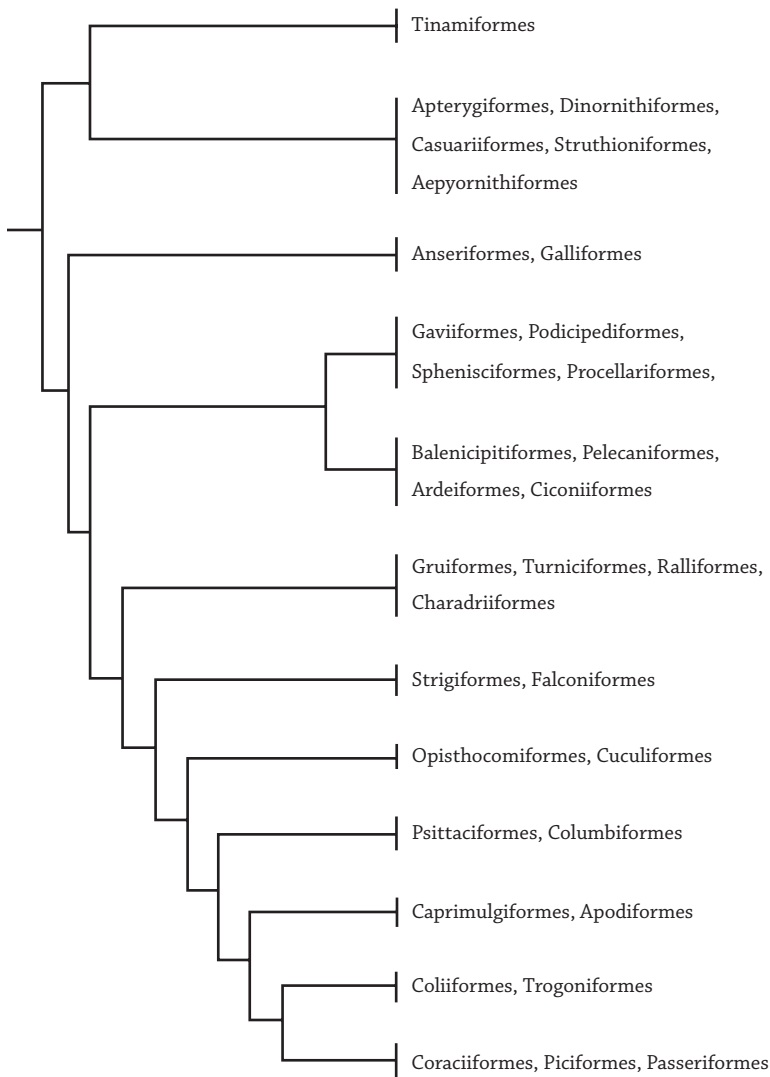 Tinamiformes
Apterygiformes, Dinornithiformes,
Casuariiformes, Struthioniformes,
Aepyornithiformes
Anseriformes, Galliformes
Gaviiformes, Podicipediformes,
Sphenisciformes, Procellariformes,
Balenicipitiformes, Pelecaniformes,
Ardeiformes, Ciconiiformes
Gruiformes, Turniciformes, Ralliformes,
Charadriiformes
Strigiformes, Falconiformes
Opisthocomiformes, Cuculiformes
Psittaciformes, Columbiformes
Caprimulgiformes, Apodiformes
Coliiformes, Trogoniformes
Coraciiformes, Piciformes, Passeriformes